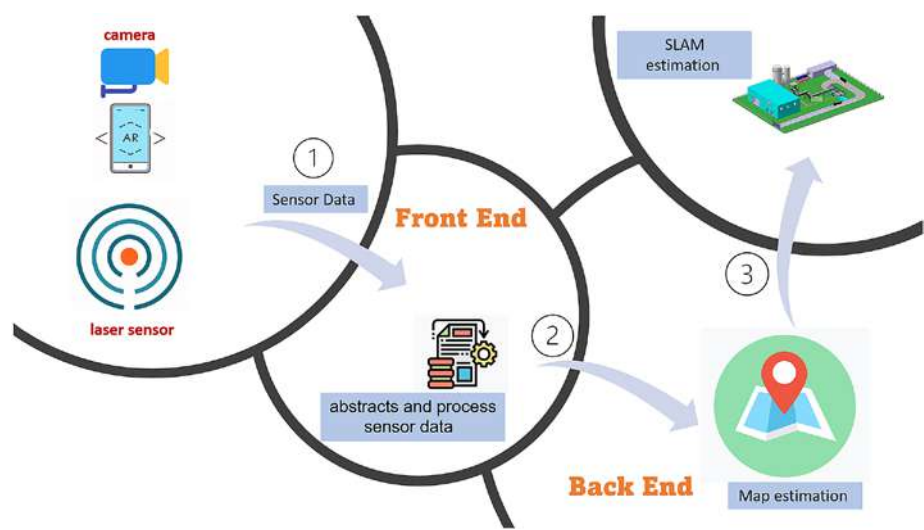 camera
AR
laser sensor
1
Sensor Data
Front End
abstracts and process
sensor data
2
Back End
Map estimation
3
SLAM
estimation